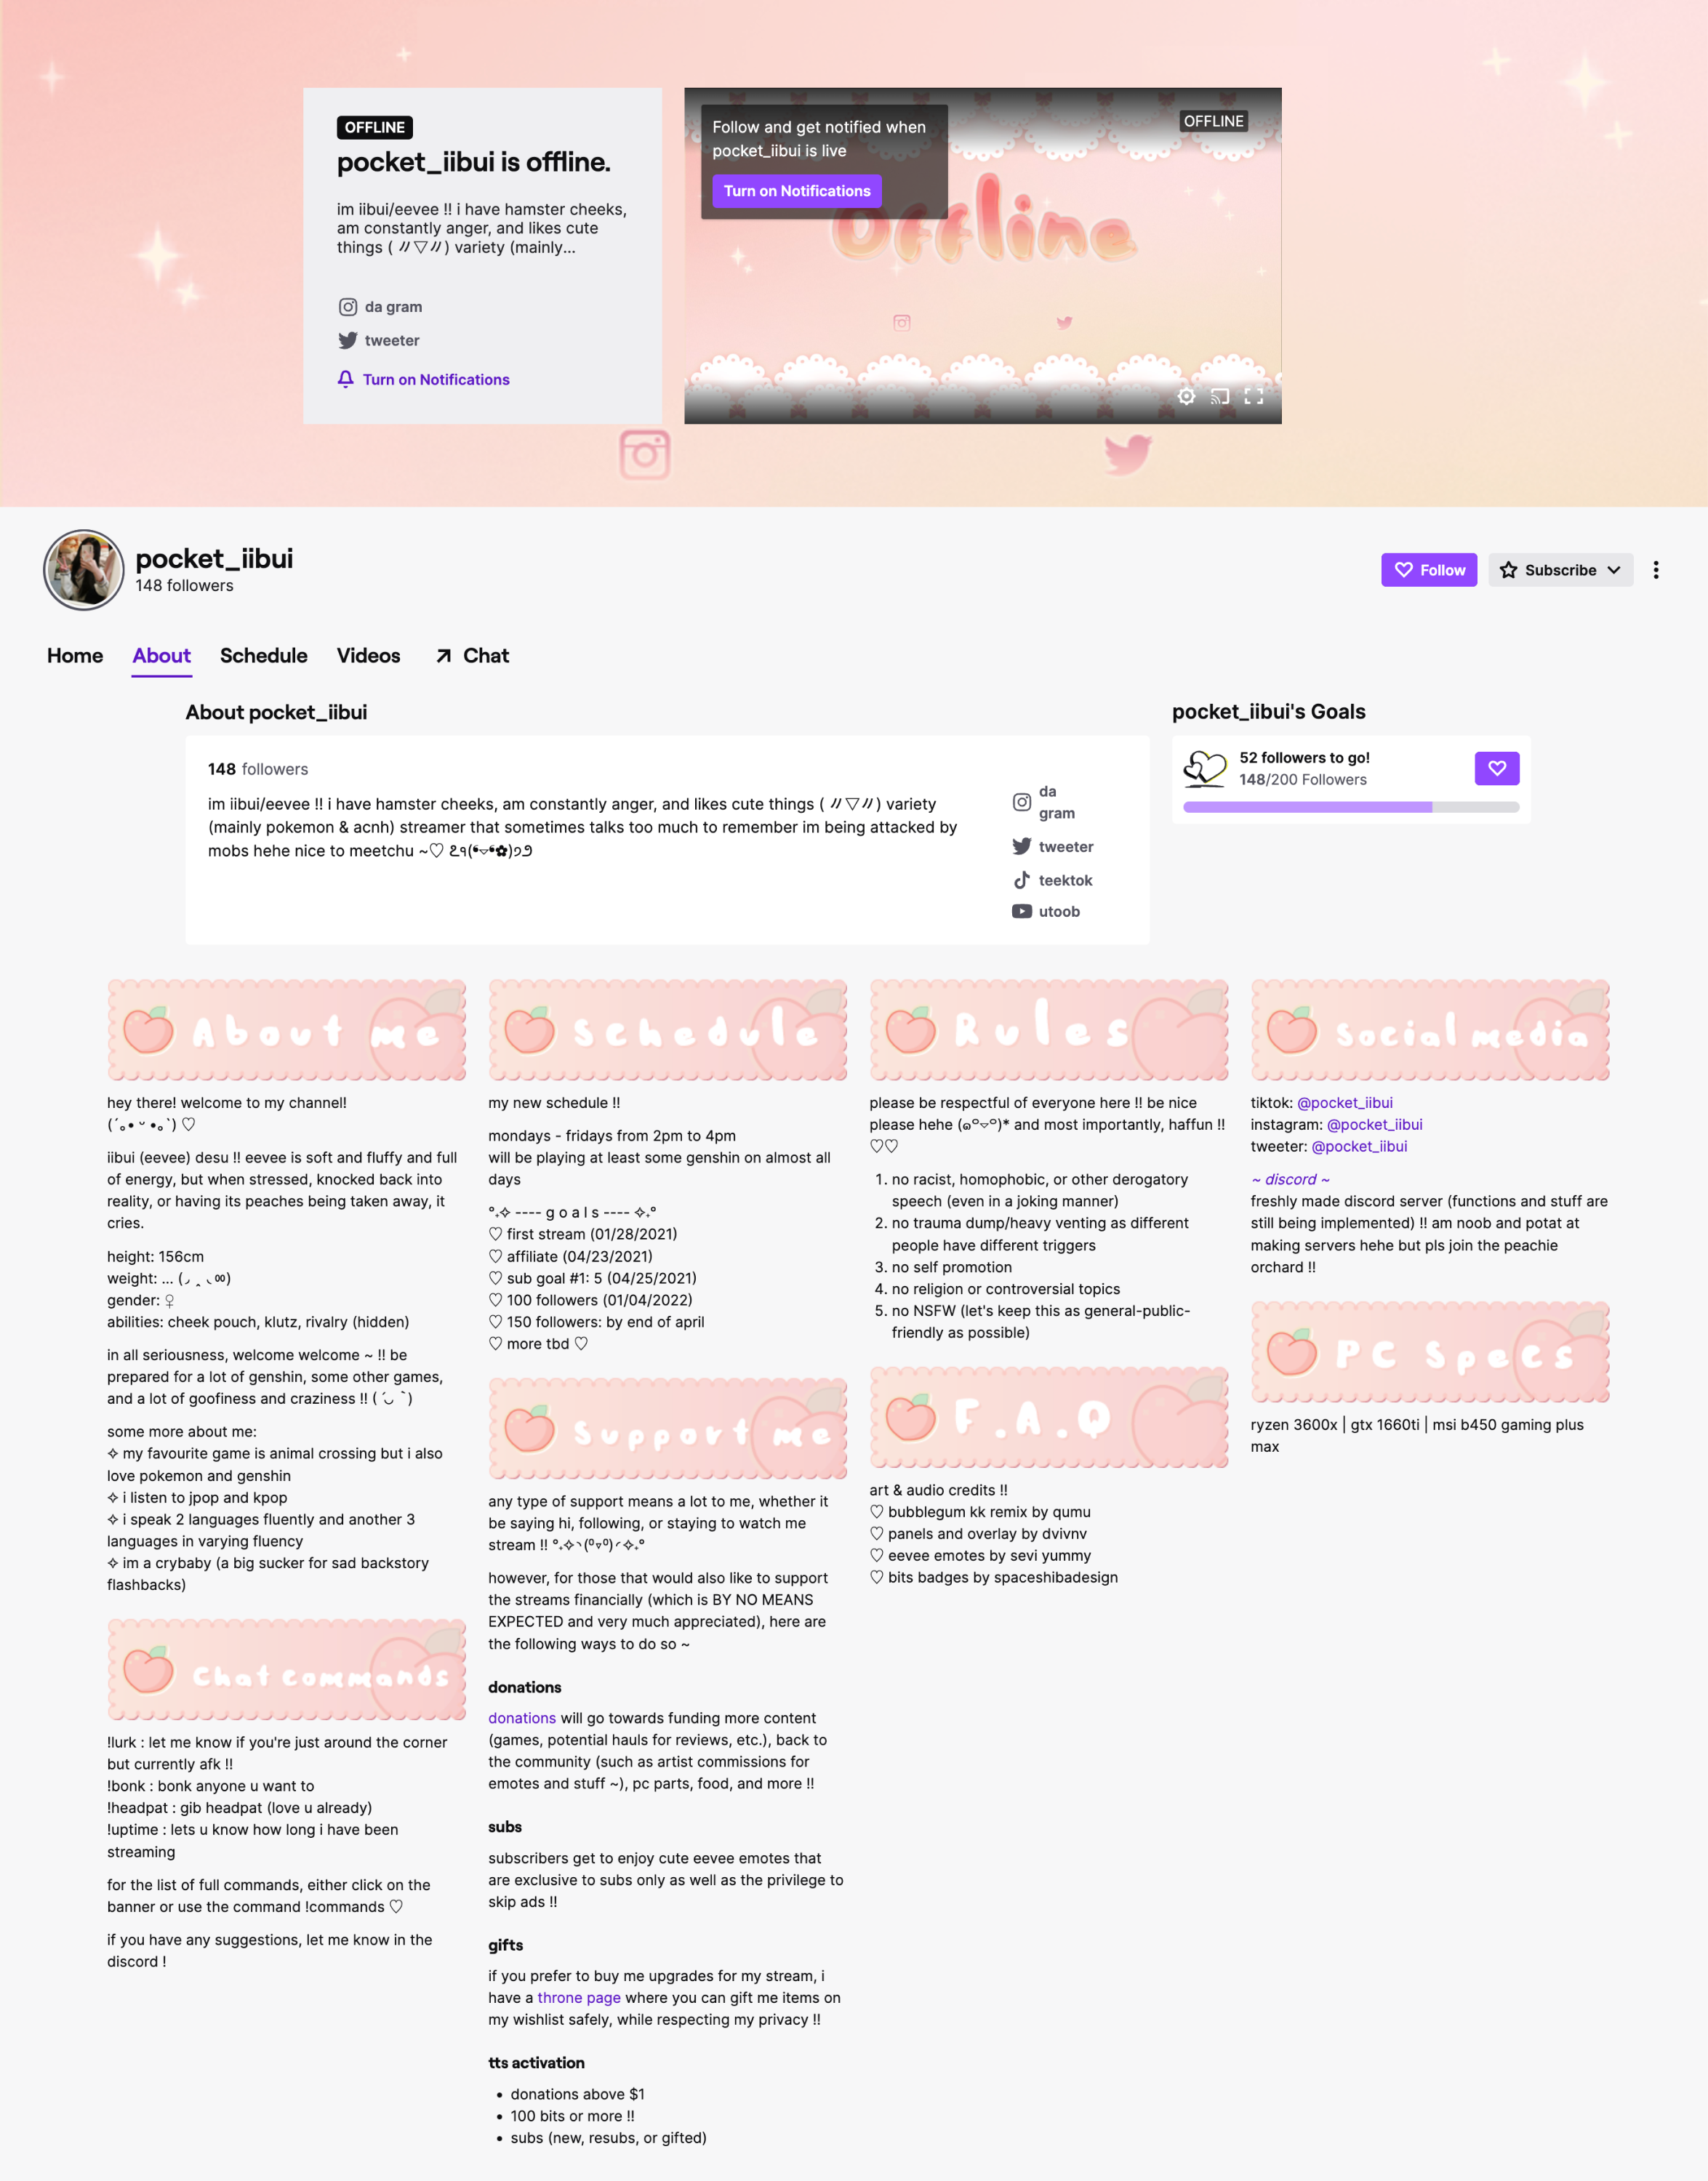 OFFLINE
pocket_iibui is offline.
im iibui/eevee !! i have hamster cheeks,
am constantly anger, and likes cute
things ( 〃▽〃) variety (mainly...
da gram
tweeter
Turn on Notifications
Follow and get notified when
pocket_iibui is live
Turn on Notifications
OFFLINE
Offline
pocket_iibui
148 followers
Follow
Subscribe
Home
About
Schedule
Videos
Chat
About pocket_iibui
148 followers
im iibui/eevee !! i have hamster cheeks, am constantly anger, and likes cute things ( 〃▽〃) variety
(mainly pokemon & acnh) streamer that sometimes talks too much to remember im being attacked by
mobs hehe nice to meetchu ~♡
da
gram
tweeter
teektok
utoob
pocket_iibui's Goals
52 followers to go!
148/200 Followers
About me
hey there! welcome to my channel!
(´｡• ᵕ •｡`) ♡
iibui (eevee) desu !! eevee is soft and fluffy and full
of energy, but when stressed, knocked back into
reality, or having its peaches being taken away, it
cries.
height: 156cm
weight: ...
gender: ♀
abilities: cheek pouch, klutz, rivalry (hidden)
in all seriousness, welcome welcome ~ !! be
prepared for a lot of genshin, some other games,
and a lot of goofiness and craziness !!
some more about me:
✧ my favourite game is animal crossing but i also
love pokemon and genshin
✧ i listen to jpop and kpop
✧ i speak 2 languages fluently and another 3
languages in varying fluency
✧ im a crybaby (a big sucker for sad backstory
flashbacks)
Chat commands
!lurk : let me know if you're just around the corner
but currently afk !!
!bonk : bonk anyone u want to
!headpat : gib headpat (love u already)
!uptime : lets u know how long i have been
streaming
for the list of full commands, either click on the
banner or use the command !commands ♡
if you have any suggestions, let me know in the
discord !
Schedule
my new schedule !!
mondays - fridays from 2pm to 4pm
will be playing at least some genshin on almost all
days
°˖✧ ---- g o a l s ---- ✧˖°
♡ first stream (01/28/2021)
♡ affiliate (04/23/2021)
♡ sub goal #1: 5 (04/25/2021)
♡ 100 followers (01/04/2022)
♡ 150 followers: by end of april
♡ more tbd ♡
Support me
any type of support means a lot to me, whether it
be saying hi, following, or staying to watch me
stream !! °˖✧◝(⁰▿⁰)◜✧˖°
however, for those that would also like to support
the streams financially (which is BY NO MEANS
EXPECTED and very much appreciated), here are
the following ways to do so ~
donations
donations will go towards funding more content
(games, potential hauls for reviews, etc.), back to
the community (such as artist commissions for
emotes and stuff ~), pc parts, food, and more !!
subs
subscribers get to enjoy cute eevee emotes that
are exclusive to subs only as well as the privilege to
skip ads !!
gifts
if you prefer to buy me upgrades for my stream, i
have a throne page where you can gift me items on
my wishlist safely, while respecting my privacy !!
tts activation
• donations above $1
• 100 bits or more !!
• subs (new, resubs, or gifted)
Rules
please be respectful of everyone here !! be nice
please hehe (๑º⌣º)* and most importantly, haffun !!
♡♡
1. no racist, homophobic, or other derogatory
speech (even in a joking manner)
2. no trauma dump/heavy venting as different
people have different triggers
3. no self promotion
4. no religion or controversial topics
5. no NSFW (let's keep this as general-public-
friendly as possible)
F.A.Q
art & audio credits !!
♡ bubblegum kk remix by qumu
♡ panels and overlay by dvivnv
♡ eevee emotes by sevi yummy
♡ bits badges by spaceshibadesign
Social media
tiktok: @pocket_iibui
instagram: @pocket_iibui
tweeter: @pocket_iibui
~ discord ~
freshly made discord server (functions and stuff are
still being implemented) !! am noob and potat at
making servers hehe but pls join the peachie
orchard !!
PC Specs
ryzen 3600x | gtx 1660ti | msi b450 gaming plus
max